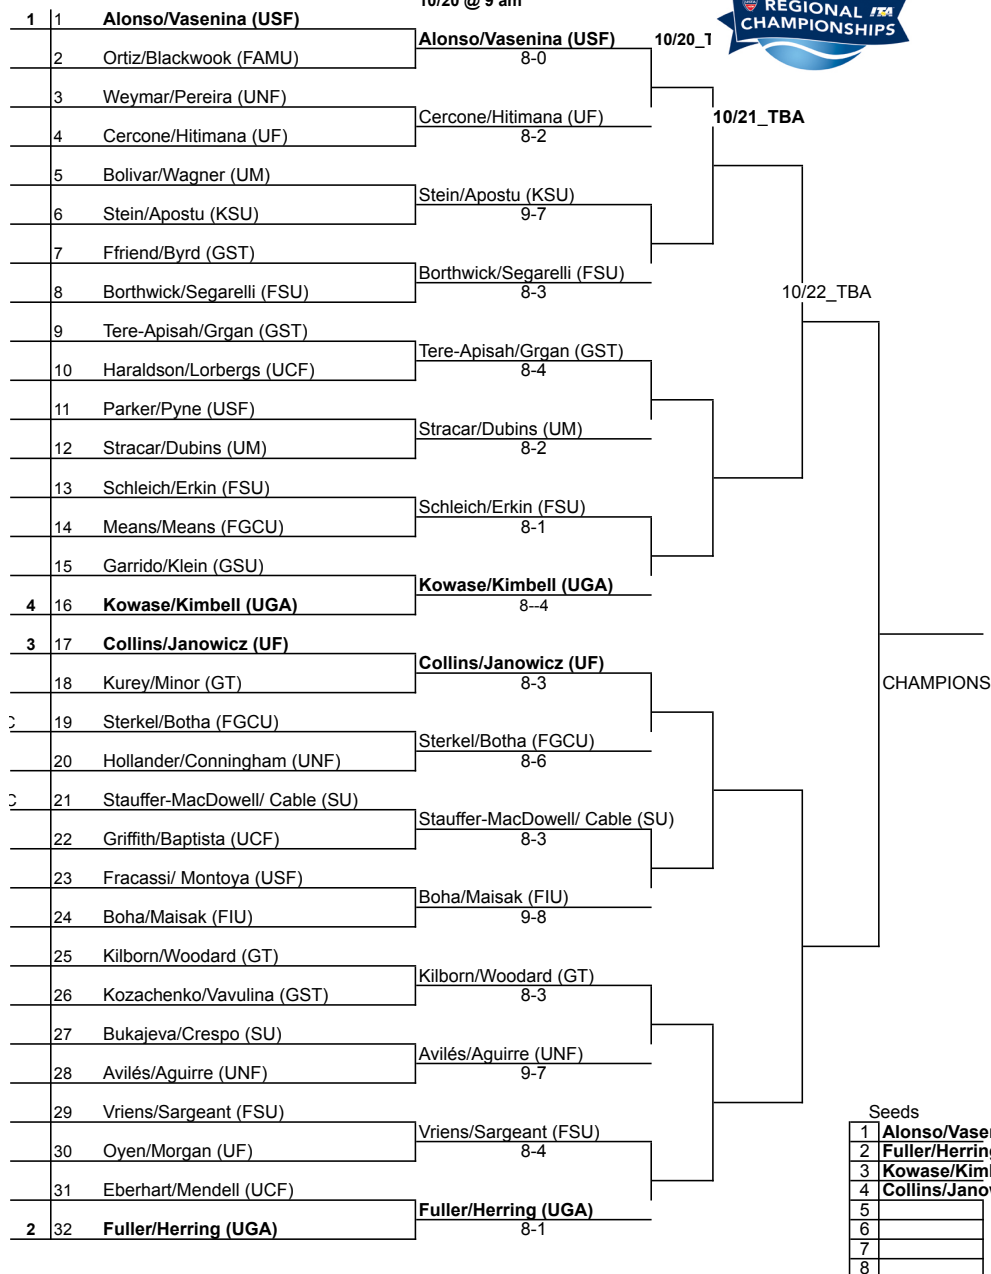 10/20 @ 9 am
REGIONAL ITA
CHAMPIONSHIPS
1 1 Alonso/Vasenina (USF)
Alonso/Vasenina (USF) 10/20_T
2 Ortiz/Blackwook (FAMU) 8-0
3 Weymar/Pereira (UNF)
Cercone/Hitimana (UF) 10/21_TBA
4 Cercone/Hitimana (UF) 8-2
5 Bolivar/Wagner (UM)
Stein/Apostu (KSU)
6 Stein/Apostu (KSU) 9-7
7 Ffriend/Byrd (GST)
Borthwick/Segarelli (FSU)
8 Borthwick/Segarelli (FSU) 8-3 10/22_TBA
9 Tere-Apisah/Grgan (GST)
Tere-Apisah/Grgan (GST)
10 Haraldson/Lorbergs (UCF) 8-4
11 Parker/Pyne (USF)
Stracar/Dubins (UM)
12 Stracar/Dubins (UM) 8-2
13 Schleich/Erkin (FSU)
Schleich/Erkin (FSU)
14 Means/Means (FGCU) 8-1
15 Garrido/Klein (GSU)
Kowase/Kimbell (UGA)
4 16 Kowase/Kimbell (UGA) 8--4
3 17 Collins/Janowicz (UF)
Collins/Janowicz (UF)
18 Kurey/Minor (GT) 8-3 CHAMPIONS
19 Sterkel/Botha (FGCU)
Sterkel/Botha (FGCU)
20 Hollander/Conningham (UNF) 8-6
21 Stauffer-MacDowell/ Cable (SU)
Stauffer-MacDowell/ Cable (SU)
22 Griffith/Baptista (UCF) 8-3
23 Fracassi/ Montoya (USF)
Boha/Maisak (FIU)
24 Boha/Maisak (FIU) 9-8
25 Kilborn/Woodard (GT)
Kilborn/Woodard (GT)
26 Kozachenko/Vavulina (GST) 8-3
27 Bukajeva/Crespo (SU)
Avilés/Aguirre (UNF)
28 Avilés/Aguirre (UNF) 9-7
29 Vriens/Sargeant (FSU) Seeds
Vriens/Sargeant (FSU) 1 Alonso/Vaser
30 Oyen/Morgan (UF) 8-4 2 Fuller/Herring
3 Kowase/Kiml
31 Eberhart/Mendell (UCF) 4 Collins/Janov
Fuller/Herring (UGA) 5
2 32 Fuller/Herring (UGA) 8-1 6
7
8